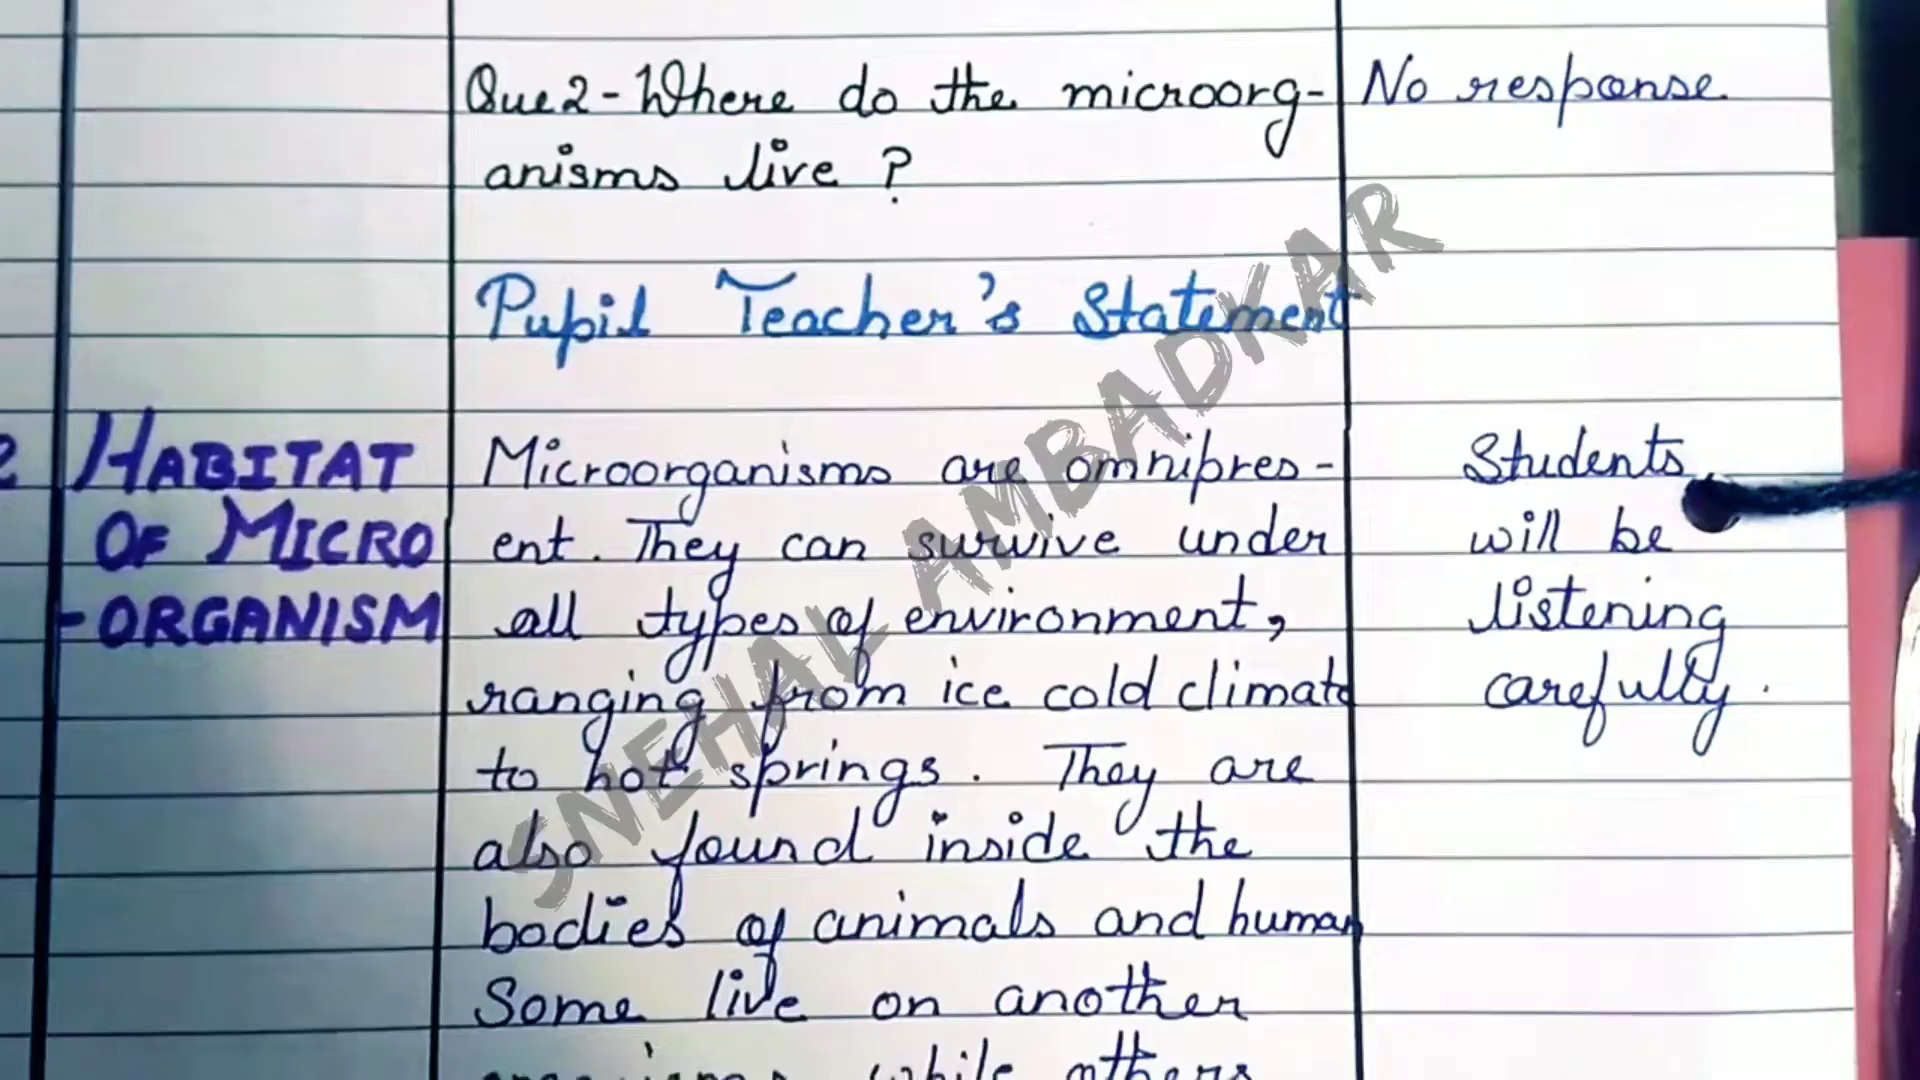 Que2-Where do the microorg-
anisms live ?
No response
Pupil Teacher's Statement
2 HABITAT
OF MICRO
-ORGANISM
Microorganisms are omnipres-
ent. They can survive under
all types of environment,
ranging from ice cold climate
to hot springs. They are
also found inside the
bodies of animals and human
Some live on another
while others
Students
will be
listening
carefully.
SNEHAL AMBADKAR